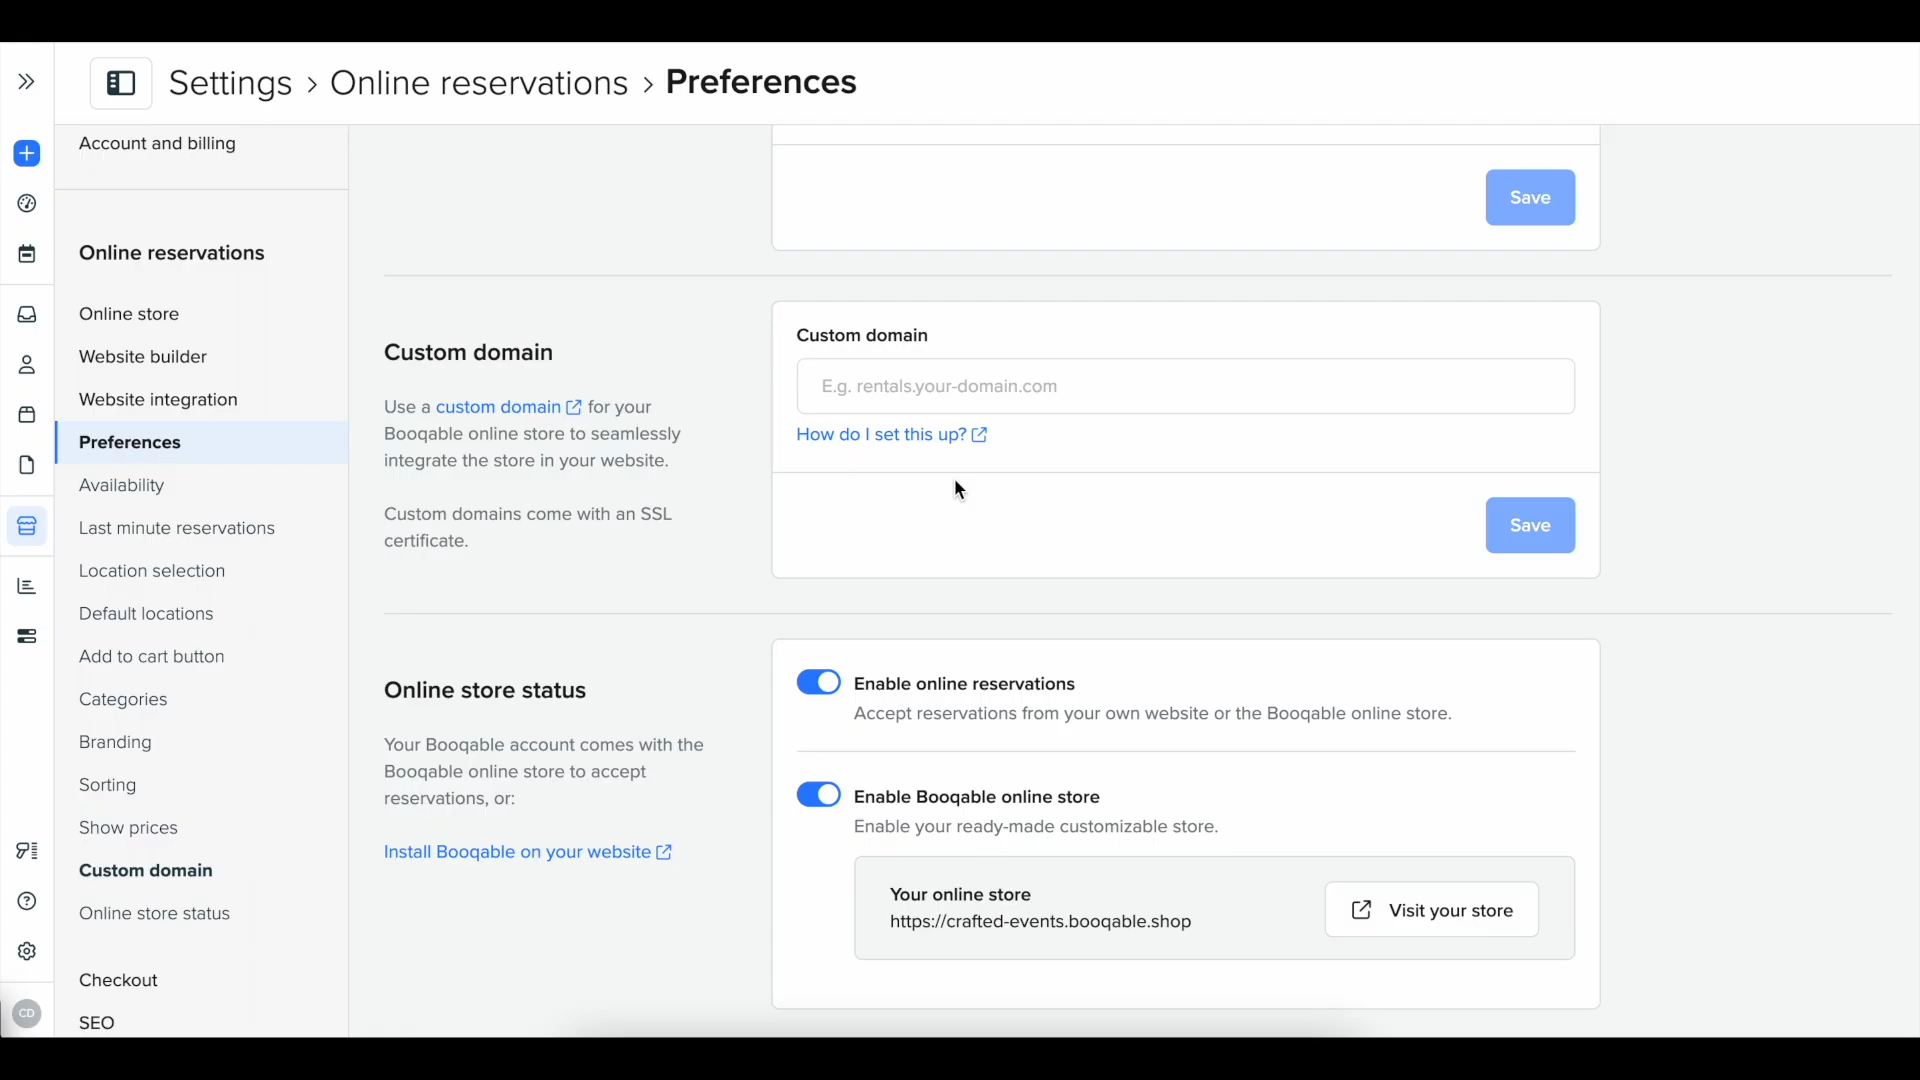 Settings › Online reservations › Preferences
Account and billing
Online reservations
Online store
Website builder
Website integration
Preferences
Availability
Last minute reservations
Location selection
Default locations
Add to cart button
Categories
Branding
Sorting
Show prices
Custom domain
Online store status
Checkout
SEO
CD
Save
Custom domain
Use a custom domain for your
Booqable online store to seamlessly
integrate the store in your website.
Custom domains come with an SSL
certificate.
Custom domain
E.g. rentals.your-domain.com
How do I set this up?
Save
Online store status
Your Booqable account comes with the
Booqable online store to accept
reservations, or:
Install Booqable on your website
Enable online reservations
Accept reservations from your own website or the Booqable online store.
Enable Booqable online store
Enable your ready-made customizable store.
Your online store
https://crafted-events.booqable.shop
Visit your store